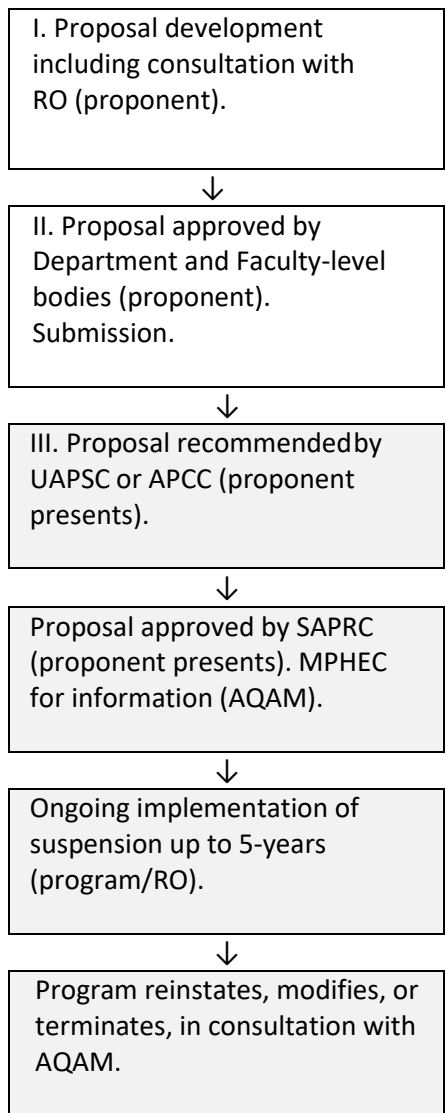 I. Proposal development
including consultation with
RO (proponent).
↓
II. Proposal approved by
Department and Faculty-level
bodies (proponent).
Submission.
↓
III. Proposal recommended by
UAPSC or APCC (proponent
presents).
↓
Proposal approved by SAPRC
(proponent presents). MPHEC
for information (AQAM).
↓
Ongoing implementation of
suspension up to 5-years
(program/RO).
↓
Program reinstates, modifies, or
terminates, in consultation with
AQAM.